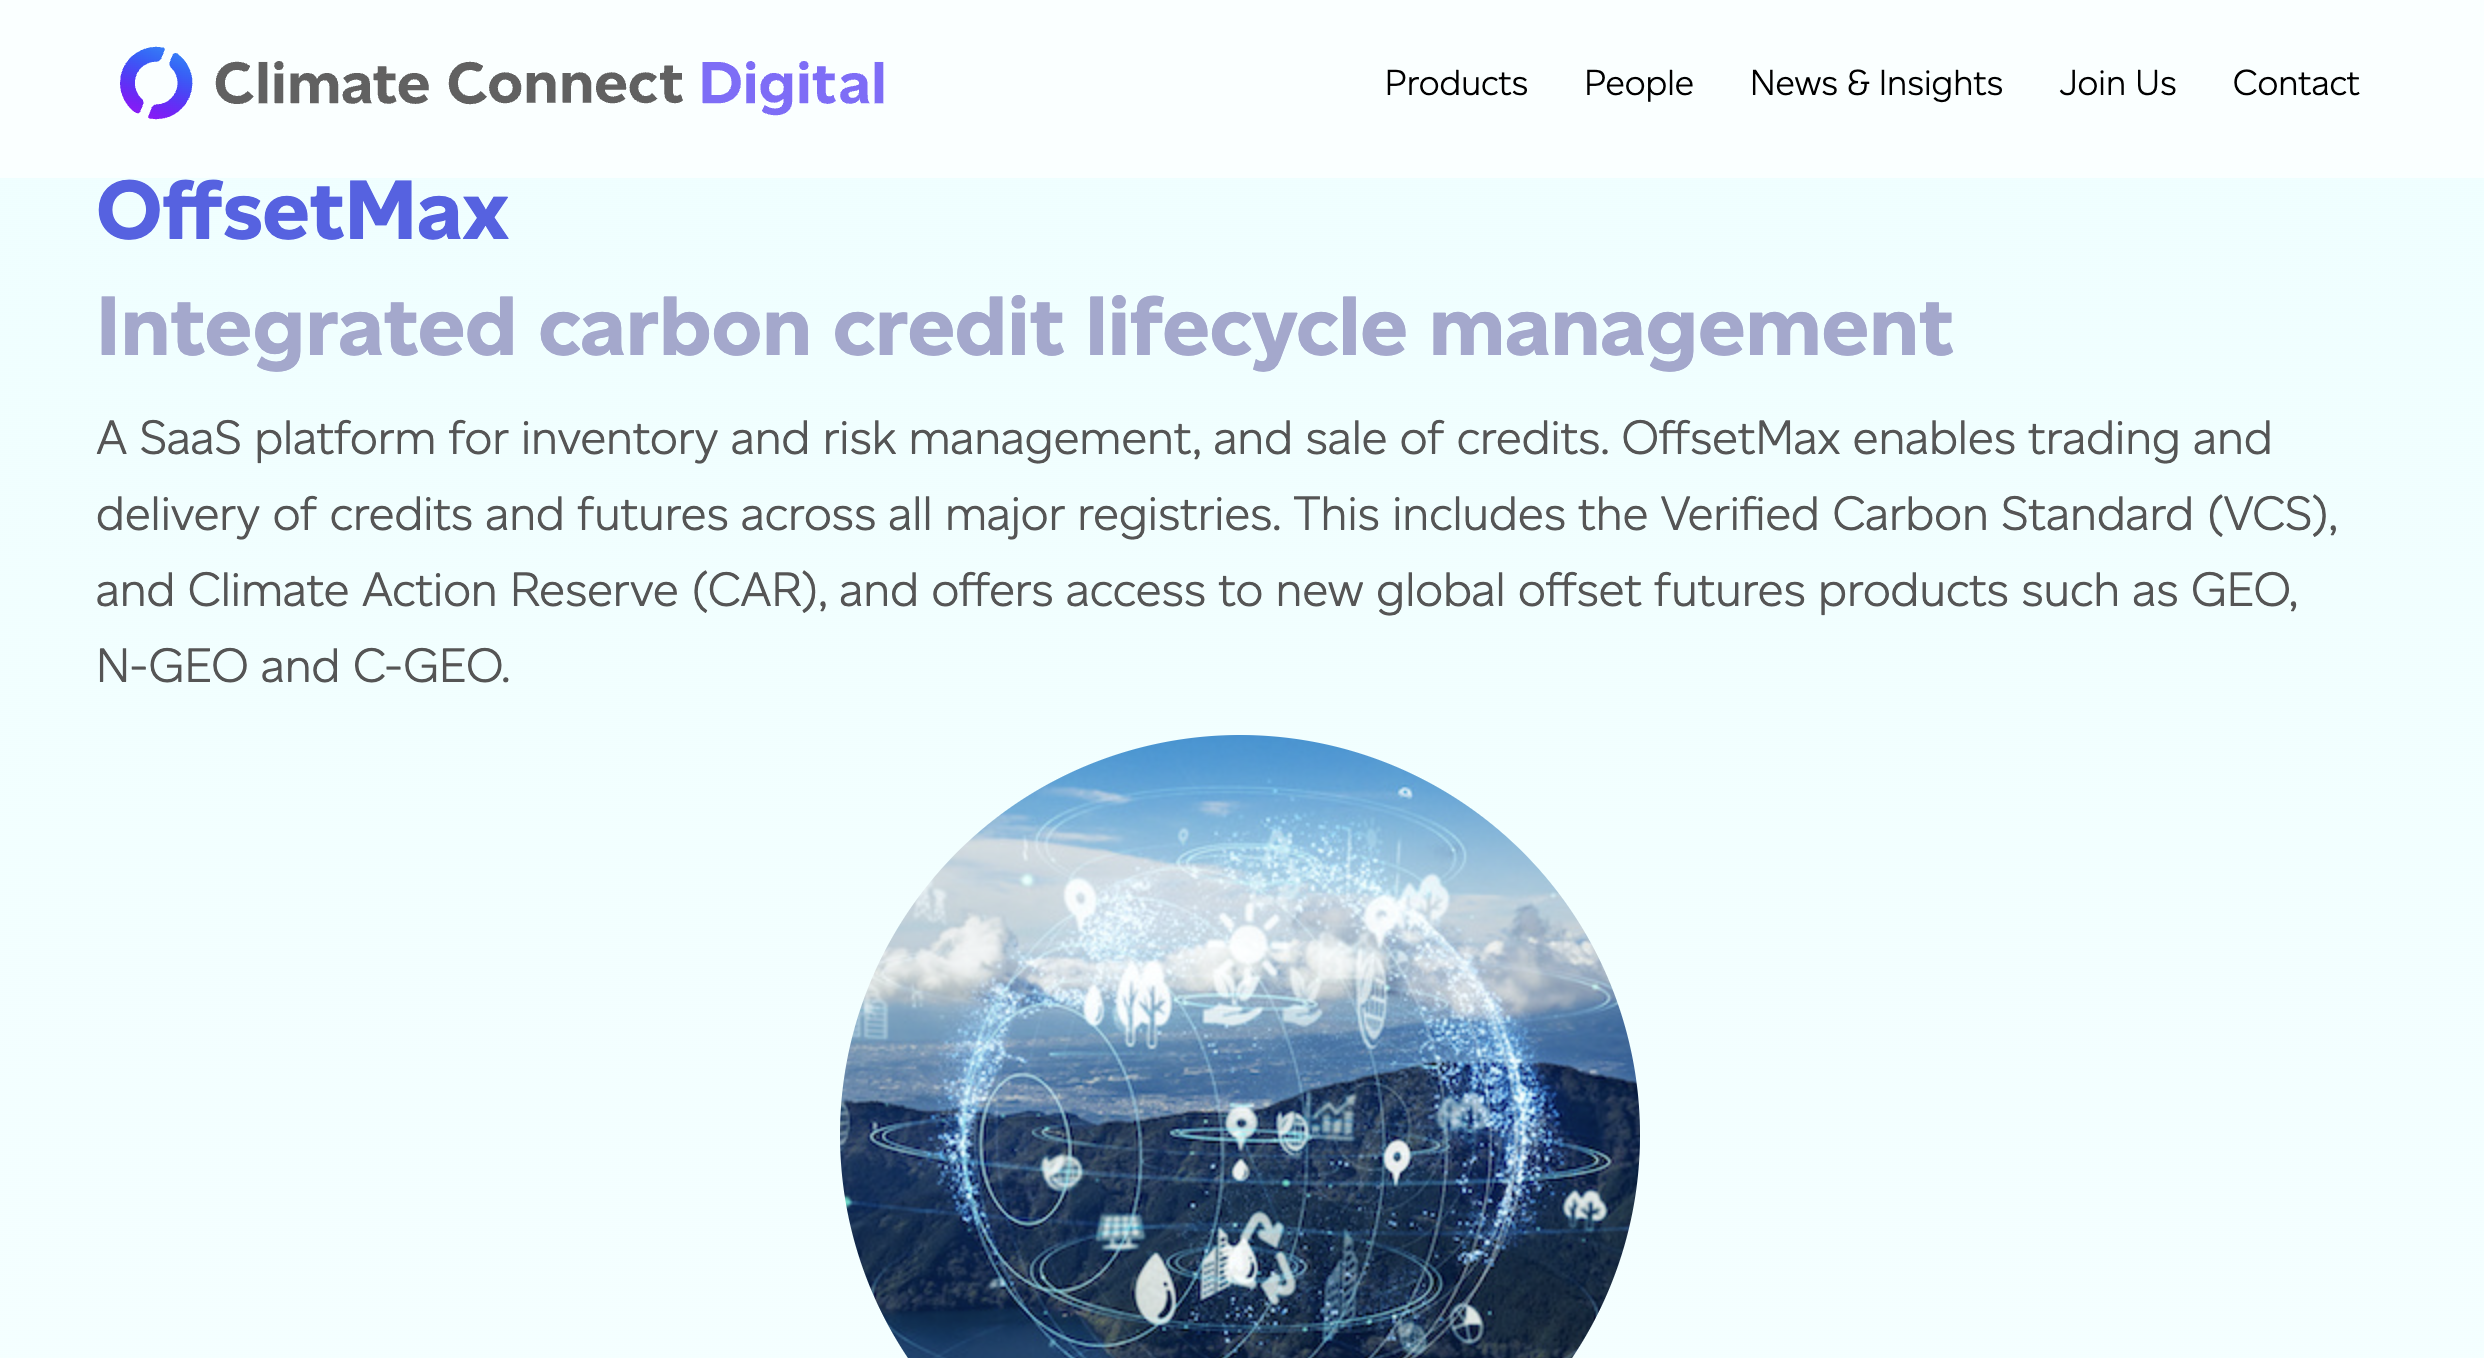 Climate Connect Digital
Products People News & Insights Join Us Contact
OffsetMax
Integrated carbon credit lifecycle management
A SaaS platform for inventory and risk management, and sale of credits. OffsetMax enables trading and
delivery of credits and futures across all major registries. This includes the Verified Carbon Standard (VCS),
and Climate Action Reserve (CAR), and offers access to new global offset futures products such as GEO,
N-GEO and C-GEO.